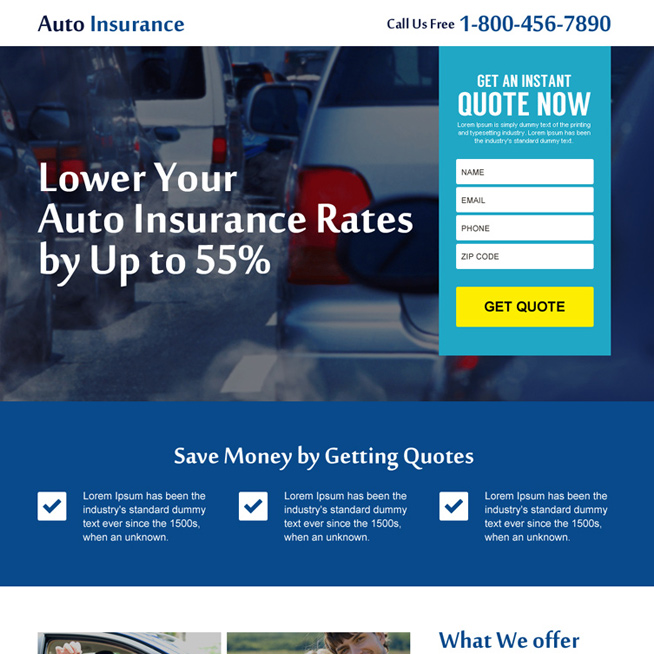 Auto Insurance
Call Us Free 1-800-456-7890
Lower Your
Auto Insurance Rates
by Up to 55%
GET AN INSTANT
QUOTE NOW
Lorem Ipsum is simply dummy text of the printing
and typesetting industry. Lorem Ipsum has been
the industry's standard dummy text.
NAME
EMAIL
PHONE
ZIP CODE
GET QUOTE
Save Money by Getting Quotes
Lorem Ipsum has been the
industry's standard dummy
text ever since the 1500s,
when an unknown.
Lorem Ipsum has been the
industry's standard dummy
text ever since the 1500s,
when an unknown.
Lorem Ipsum has been the
industry's standard dummy
text ever since the 1500s,
when an unknown.
What We offer